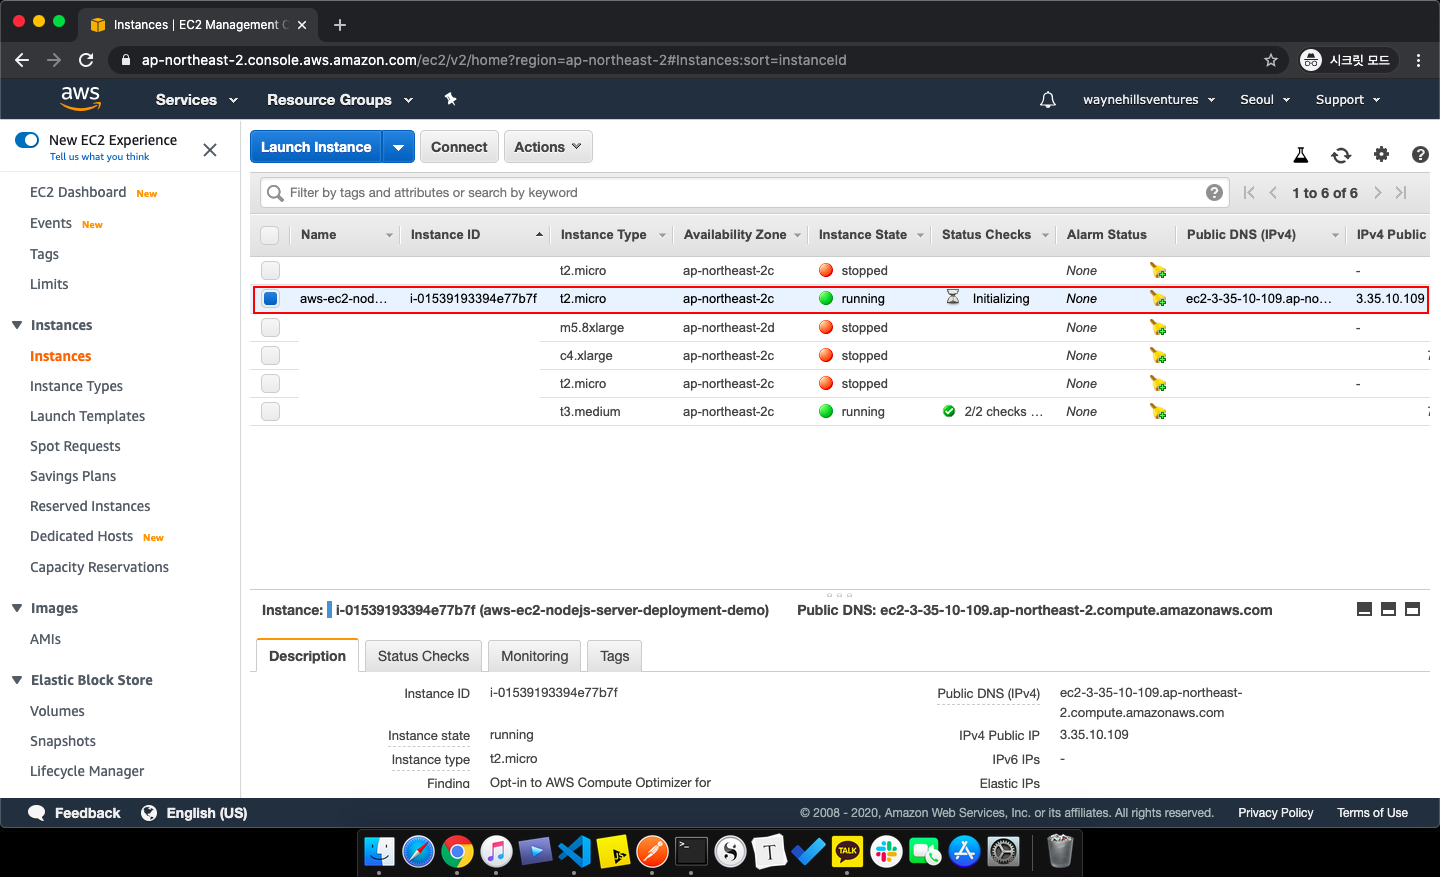 Instances | EC2 Management C
ap-northeast-2.console.aws.amazon.com/ec2/v2/home?region=ap-northeast-2#Instances:sort=instanceId
시크릿 모드
aws
Services
Resource Groups
waynehillsventures
Seoul
Support
New EC2 Experience
Tell us what you think
EC2 Dashboard New
Events New
Tags
Limits
Instances
Instances
Instance Types
Launch Templates
Spot Requests
Savings Plans
Reserved Instances
Dedicated Hosts New
Capacity Reservations
Images
AMIs
Elastic Block Store
Volumes
Snapshots
Lifecycle Manager
Launch Instance
Connect
Actions
Filter by tags and attributes or search by keyword
1 to 6 of 6
Name Instance ID Instance Type Availability Zone Instance State Status Checks Alarm Status Public DNS (IPv4) IPv4 Public
t2.micro ap-northeast-2c stopped None -
aws-ec2-nod... i-01539193394e77b7f t2.micro ap-northeast-2c running Initializing None ec2-3-35-10-109.ap-no... 3.35.10.109
m5.8xlarge ap-northeast-2d stopped None -
c4.xlarge ap-northeast-2c stopped None
t2.micro ap-northeast-2c stopped None -
t3.medium ap-northeast-2c running 2/2 checks ... None
Instance: i-01539193394e77b7f (aws-ec2-nodejs-server-deployment-demo) Public DNS: ec2-3-35-10-109.ap-northeast-2.compute.amazonaws.com
Description Status Checks Monitoring Tags
Instance ID i-01539193394e77b7f
Instance state running
Instance type t2.micro
Finding Opt-in to AWS Compute Optimizer for
Public DNS (IPv4) ec2-3-35-10-109.ap-northeast-
2.compute.amazonaws.com
IPv4 Public IP 3.35.10.109
IPv6 IPs -
Elastic IPs
Feedback
English (US)
© 2008 - 2020, Amazon Web Services, Inc. or its affiliates. All rights reserved.
Privacy Policy
Terms of Use
JS
>_
S
T
TALK